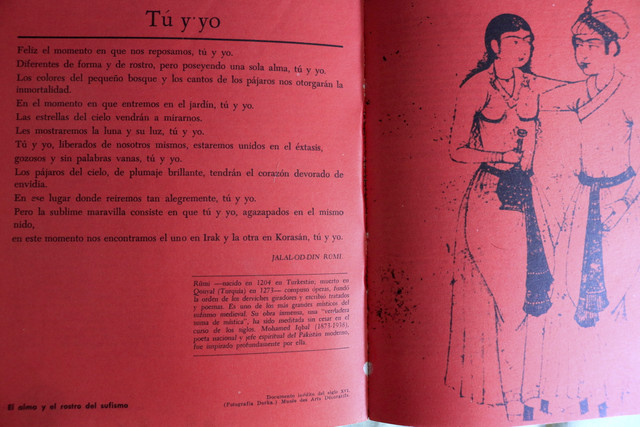 Tú y yo
Feliz el momento en que nos reposamos, tú y yo.
Diferentes de forma y de rostro, pero poseyendo una sola alma, tú y yo.
Los colores del pequeño bosque y los cantos de los pájaros nos otorgarán la
inmortalidad.
En el momento en que entremos en el jardín, tú y yo.
Las estrellas del cielo vendrán a mirarnos.
Les mostraremos la luna y su luz, tú y yo.
Tú y yo, liberados de nosotros mismos, estaremos unidos en el éxtasis,
gozosos y sin palabras vanas, tú y yo.
Los pájaros del cielo, de plumaje brillante, tendrán el corazón devorado de
envidia.
En ese lugar donde reiremos tan alegremente, tú y yo.
Pero la sublime maravilla consiste en que tú y yo, agazapados en el mismo
nido,
en este momento nos encontramos el uno en Irak y la otra en Korasán, tú y yo.
JALAL-OD-DIN RUMI.
Rûmi —nacido en 1204 en Turkestán, muerto en
(Turquía) en 1273— compuso óperas, fundó
la orden de los derviches giradores y escribió tratados
y poemas. Es uno de los más grandes místicos del
sufismo medieval. Su obra inmensa, una "verdadera
suma de mística", ha sido meditada sin cesar en el
curso de los siglos. Mohamed Iqbal (1873-1938),
poeta nacional y jefe espiritual del Pakistán moderno,
fue inspirado profundamente por ella.
Documento del siglo XVI.
(Fotografía ) Musée des Arts Décoratifs.
El alma y el rostro del sufismo